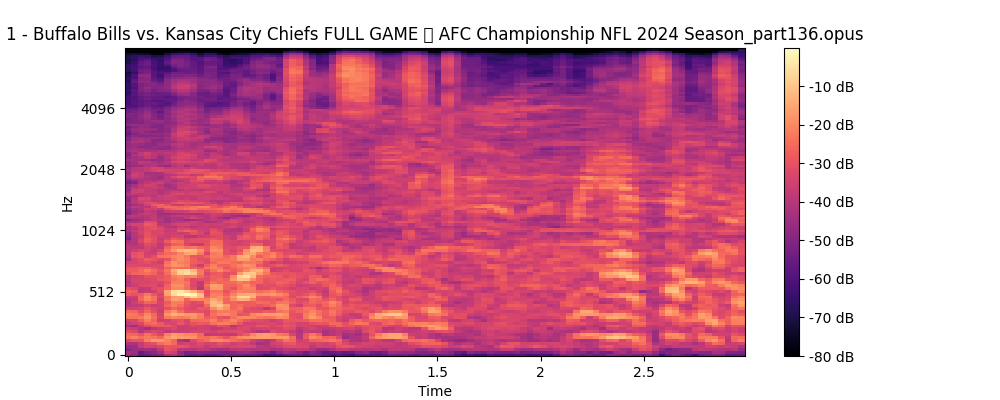 1 - Buffalo Bills vs. Kansas City Chiefs FULL GAME AFC Championship NFL 2024 Season_part136.opus
Hz
4096
2048
1024
512
0
0 0.5 1 1.5 2 2.5
Time
-10 dB
-20 dB
-30 dB
-40 dB
-50 dB
-60 dB
-70 dB
-80 dB